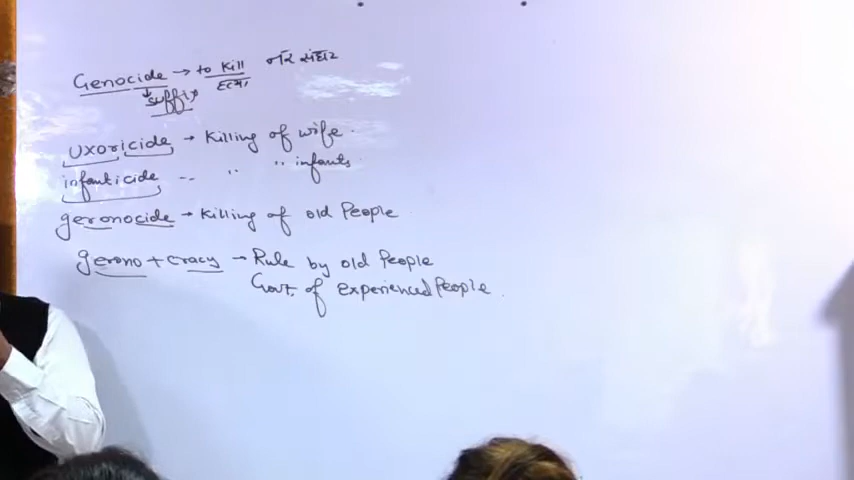 Genocide → to kill नर संहार
↓ suffix हत्या
uxoricide → killing of wife.
infanticide -- " " infants
geronocide → killing of old People
gerono + cracy → Rule by old People
Govt. of experienced People.